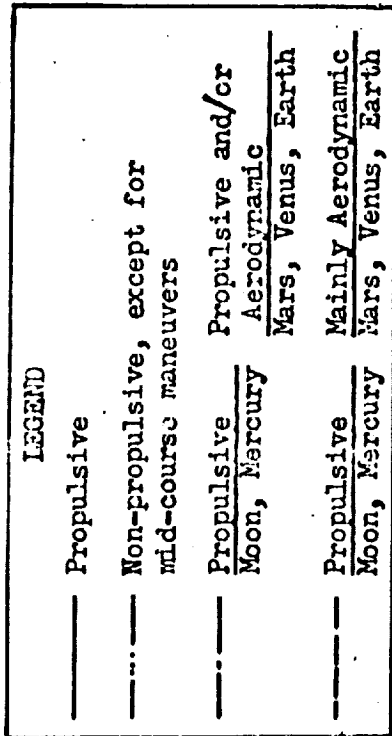 LEGEND
Propulsive
Non-propulsive, except for
mid-course maneuvers
Propulsive Propulsive and/or
Moon, Mercury Aerodynamic
Mars, Venus, Earth
Propulsive Mainly Aerodynamic
Moon, Mercury Mars, Venus, Earth